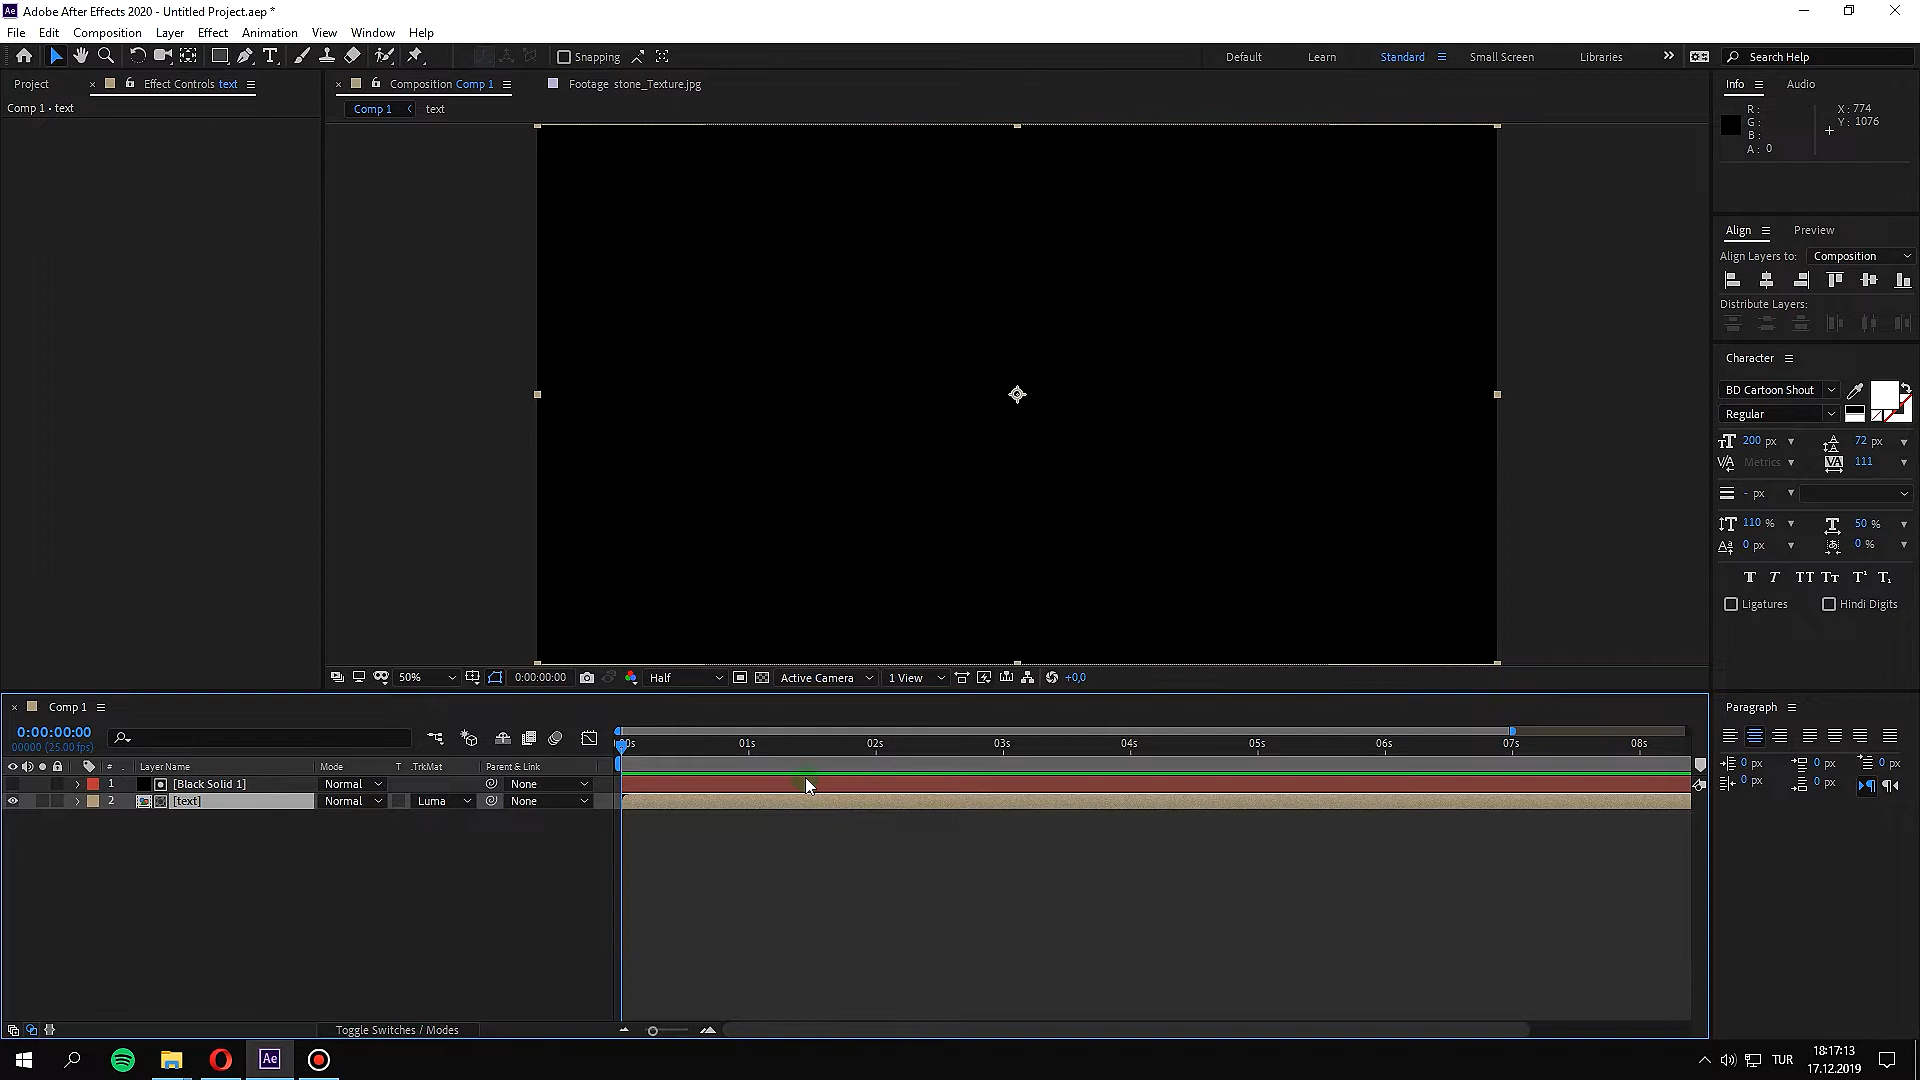 Adobe After Effects 2020 - Untitled Project.aep *
File Edit Composition Layer Effect Animation View Window Help
Snapping
Default Learn Standard Small Screen Libraries
Search Help
Project
Effect Controls text
Comp 1 • text
Composition Comp 1
Footage stone_Texture.jpg
Comp 1 text
Info Audio
R :
G :
B :
A : 0
X : 774
Y : 1076
Align Preview
Align Layers to: Composition
Distribute Layers:
Character
BD Cartoon Shout
Regular
200 px 72 px
Metrics 111
- px
110 % 50 %
0 px 0 %
Ligatures Hindi Digits
50% 0:00:00:00 Half Active Camera 1 View +0,0
Comp 1
0:00:00:00
00000 (25.00 fps)
:00s 01s 02s 03s 04s 05s 06s 07s 08s
# Layer Name Mode T .TrkMat Parent & Link
1 [Black Solid 1] Normal None
2 [text] Normal Luma None
Toggle Switches / Modes
Paragraph
0 px 0 px 0 px
0 px 0 px
TUR
18:17:13
17.12.2019